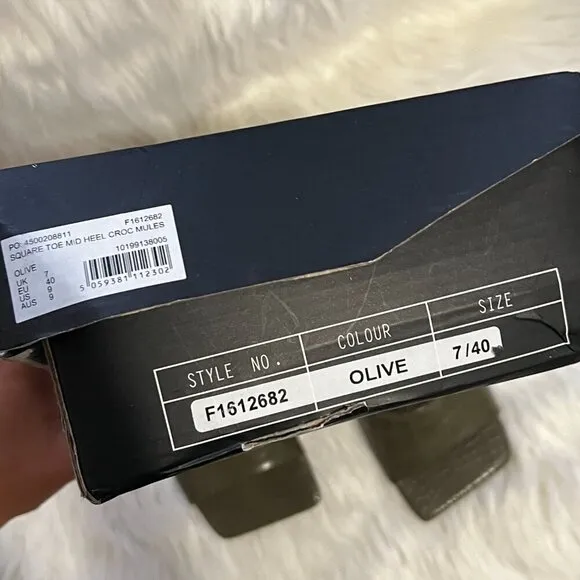 PO: 4500208811 F1612682
SQUARE TOE MID HEEL CROC MULES
10199138005
OLIVE
UK 7
EU 40
US 9
AUS 9
5 059381 112302
STYLE NO. COLOUR SIZE
F1612682 OLIVE 7/40